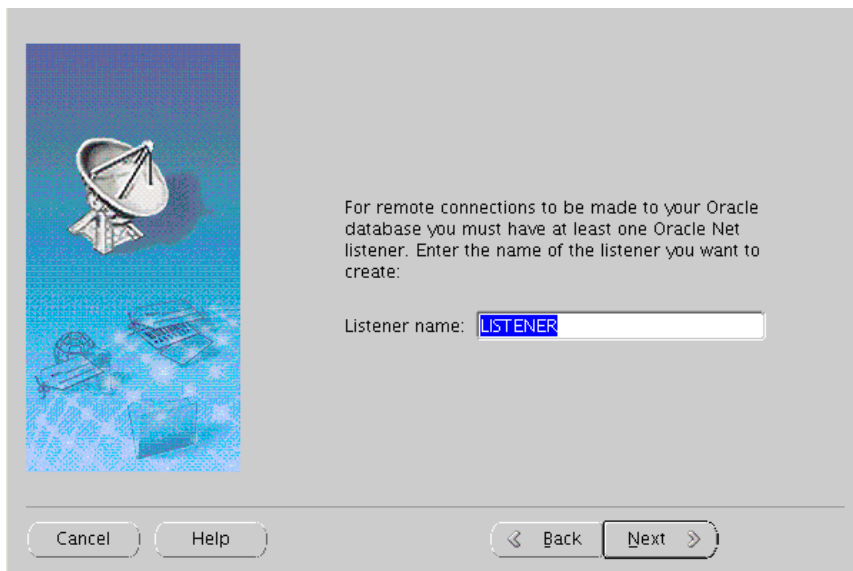 For remote connections to be made to your Oracle
database you must have at least one Oracle Net
listener. Enter the name of the listener you want to
create:
Listener name: LISTENER
Cancel Help Back Next